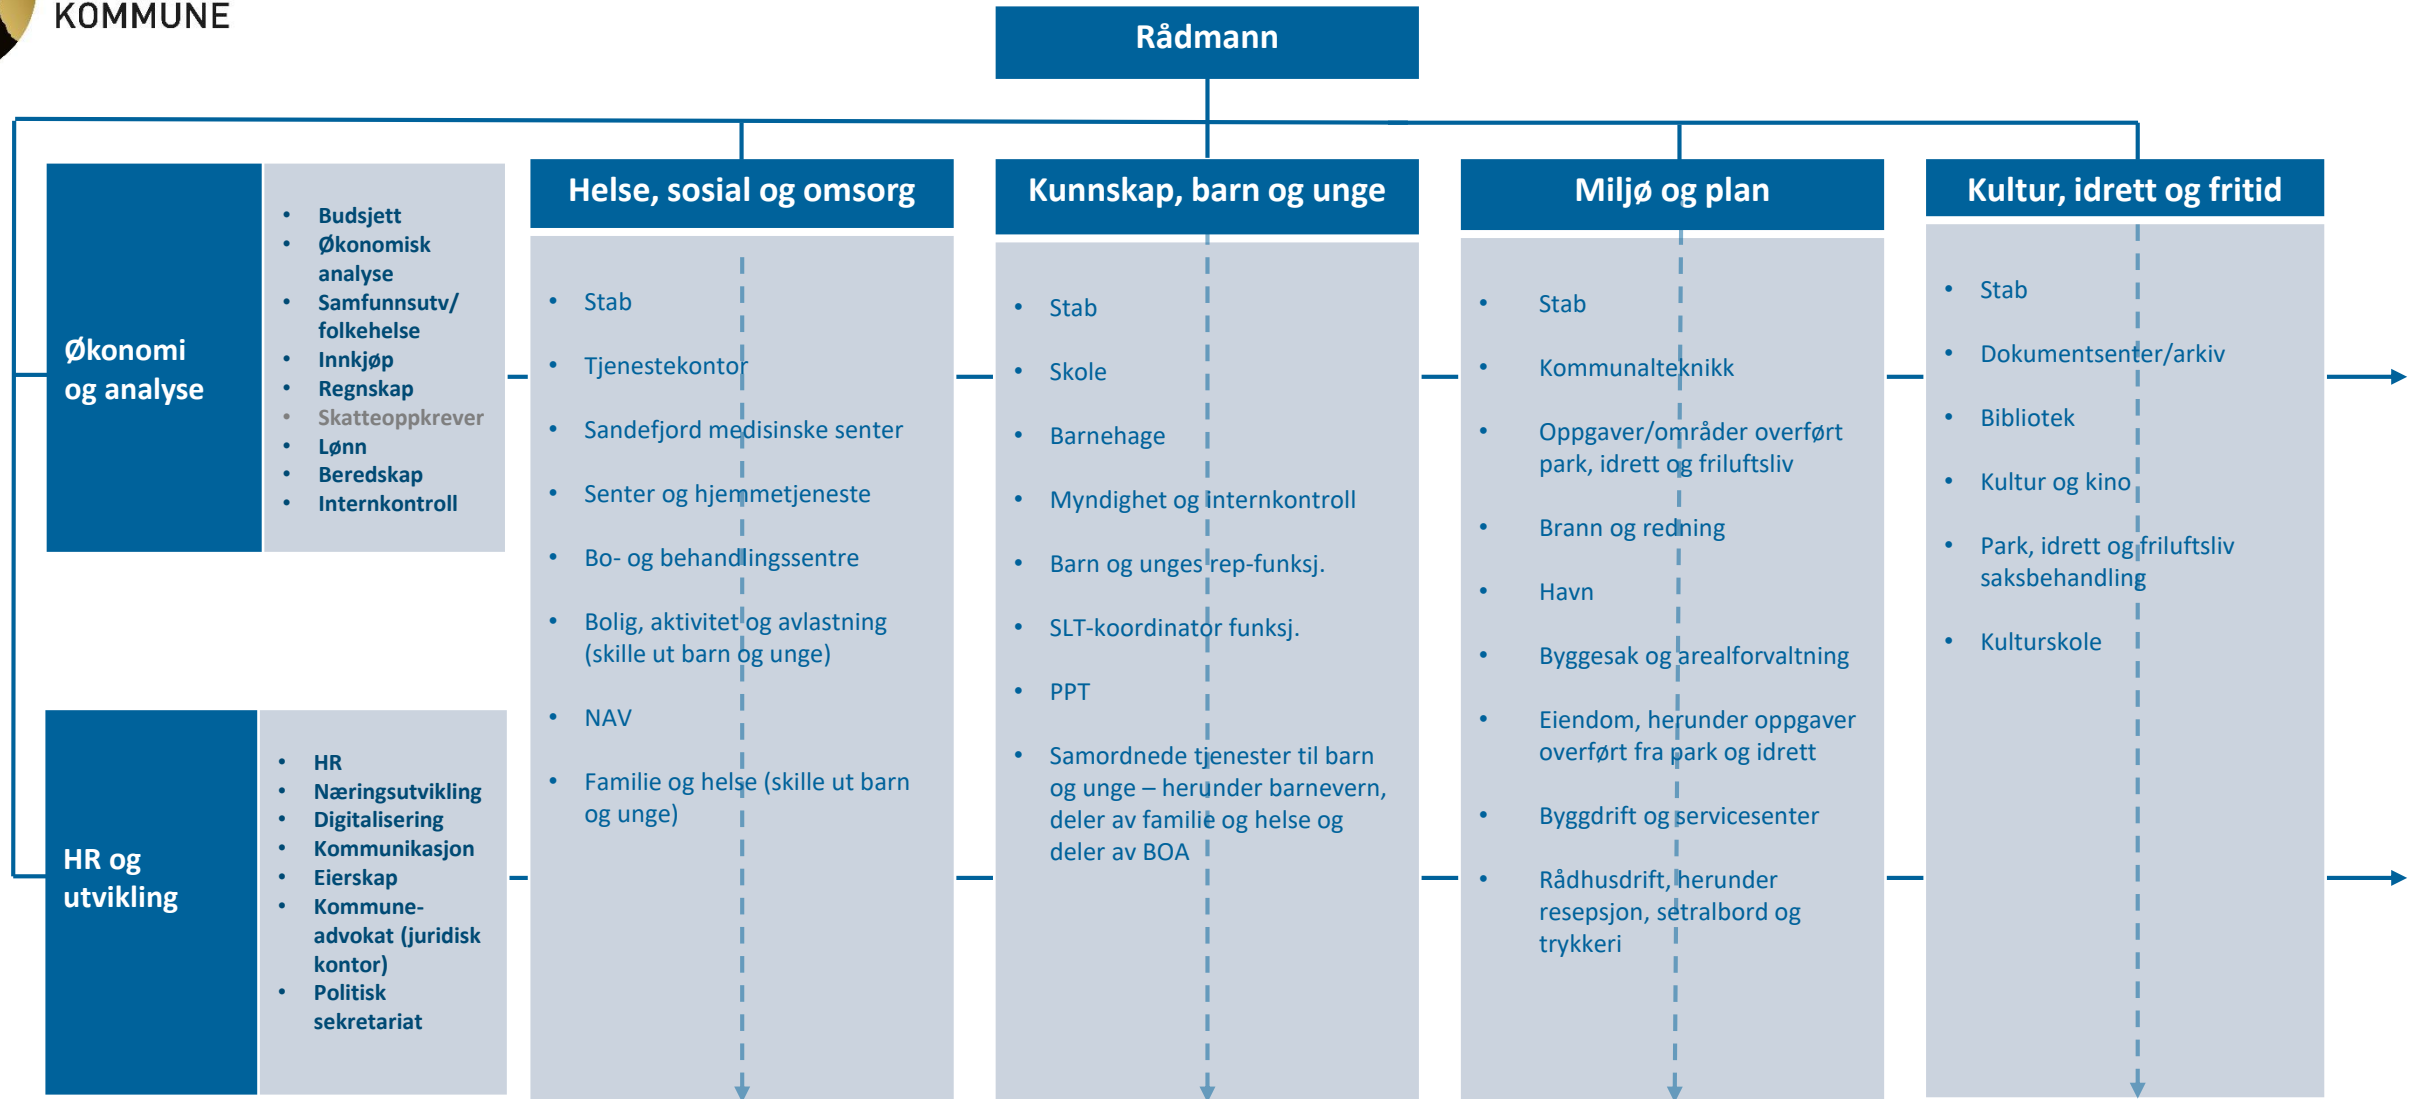 KOMMUNE
Rådmann
Økonomi
og analyse
• Budsjett
• Økonomisk
analyse
• Samfunnsutv/
folkehelse
• Innkjøp
• Regnskap
• Skatteoppkrever
• Lønn
• Beredskap
• Internkontroll
HR og
utvikling
• HR
• Næringsutvikling
• Digitalisering
• Kommunikasjon
• Eierskap
• Kommune-
advokat (juridisk
kontor)
• Politisk
sekretariat
Helse, sosial og omsorg
• Stab
• Tjenestekontor
• Sandefjord medisinske senter
• Senter og hjemmetjeneste
• Bo- og behandlingssentre
• Bolig, aktivitet og avlastning
(skille ut barn og unge)
• NAV
• Familie og helse (skille ut barn
og unge)
Kunnskap, barn og unge
• Stab
• Skole
• Barnehage
• Myndighet og internkontroll
• Barn og unges rep-funksj.
• SLT-koordinator funksj.
• PPT
• Samordnede tjenester til barn
og unge – herunder barnevern,
deler av familie og helse og
deler av BOA
Miljø og plan
• Stab
• Kommunalteknikk
• Oppgaver/områder overført
park, idrett og friluftsliv
• Brann og redning
• Havn
• Byggesak og arealforvaltning
• Eiendom, herunder oppgaver
overført fra park og idrett
• Byggdrift og servicesenter
• Rådhusdrift, herunder
resepsjon, setralbord og
trykkeri
Kultur, idrett og fritid
• Stab
• Dokumentsenter/arkiv
• Bibliotek
• Kultur og kino
• Park, idrett og friluftsliv
saksbehandling
• Kulturskole